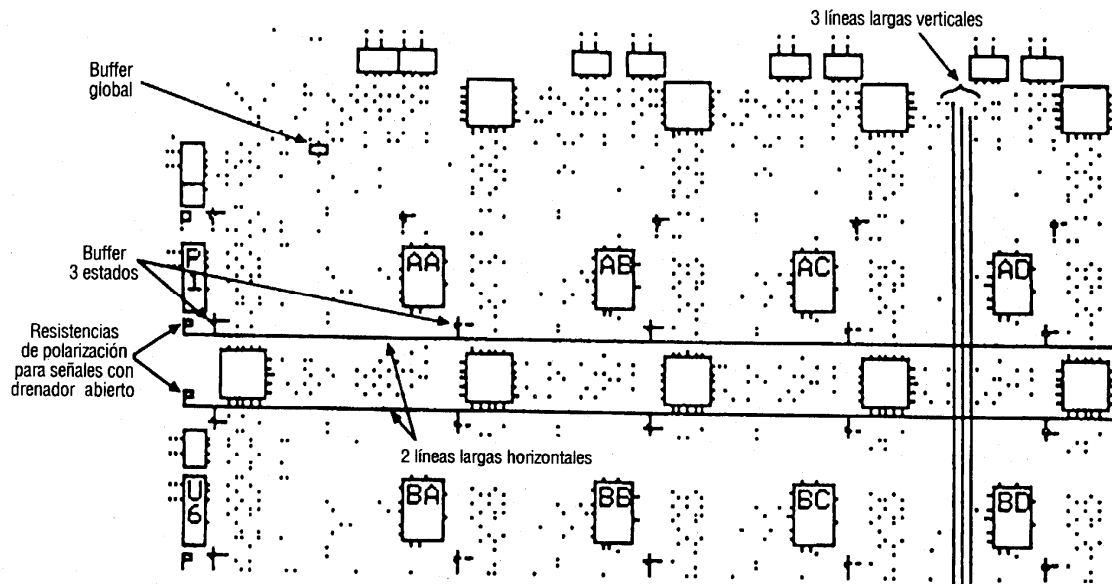 3 líneas largas verticales
Buffer
global
Buffer
3 estados
P
1
AA
AB
AC
AD
Resistencias
de polarización
para señales con
drenador abierto
2 líneas largas horizontales
U
6
BA
BB
BC
BD